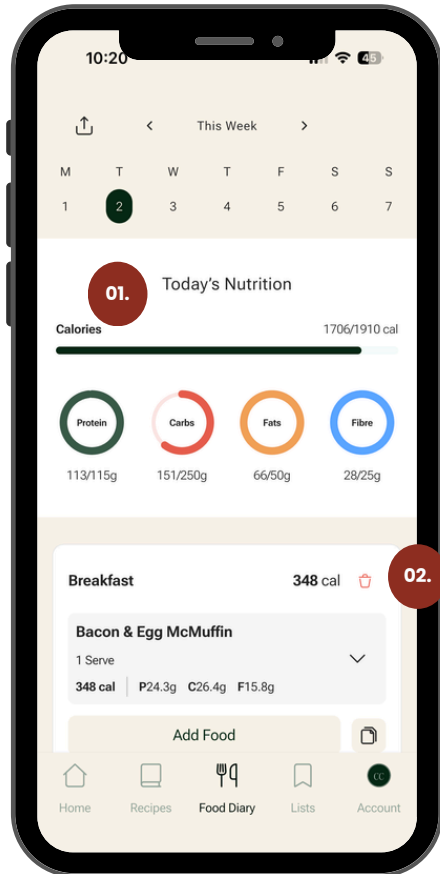 10:20
45
This Week
M T W T F S S
1 2 3 4 5 6 7
01.
Today's Nutrition
Calories 1706/1910 cal
Protein Carbs Fats Fibre
113/115g 151/250g 66/50g 28/25g
02.
Breakfast 348 cal
Bacon & Egg McMuffin
1 Serve
348 cal P24.3g C26.4g F15.8g
Add Food
CC
Home Recipes Food Diary Lists Account